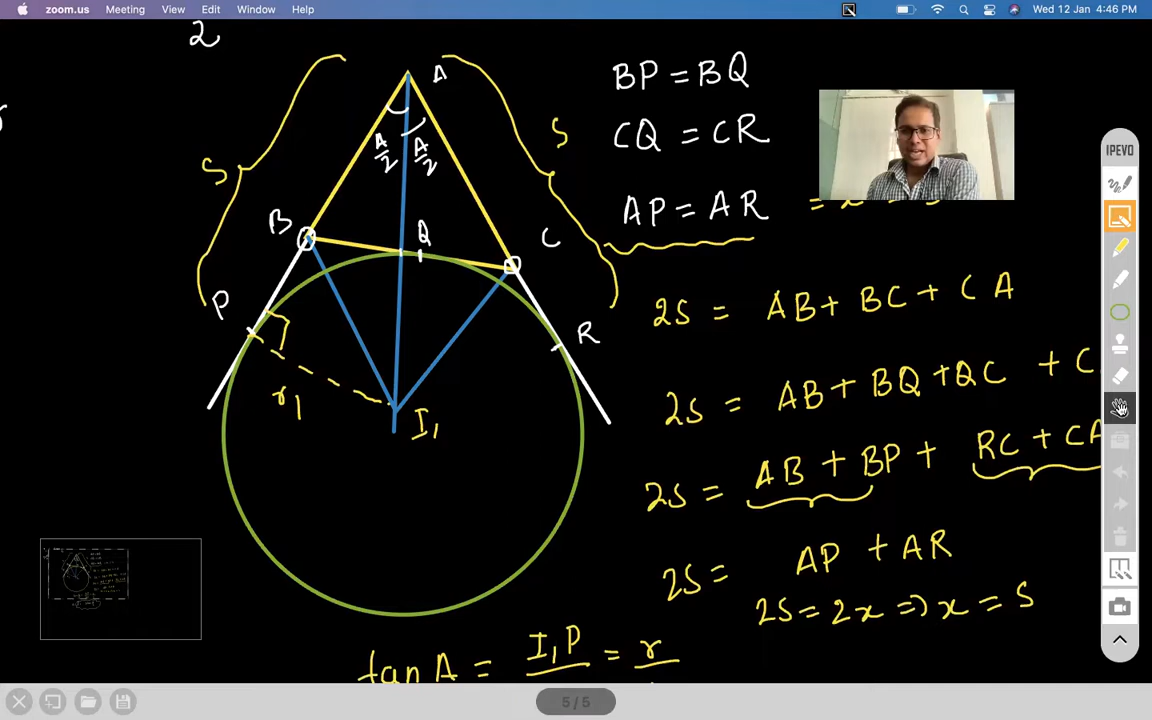 zoom.us Meeting View Edit Window Help Wed 12 Jan 4:46 PM
2
A
A/2 A/2
S
S
B
Q
C
P
R
r₁
I₁
BP = BQ
CQ = CR
AP = AR
IPEVO
2S = AB + BC + CA
2S = AB + BQ + QC + C
2S = AB + BP + RC + CA
2S = AP + AR
2S = 2x => x = S
tan A = I₁P = r
5 / 5